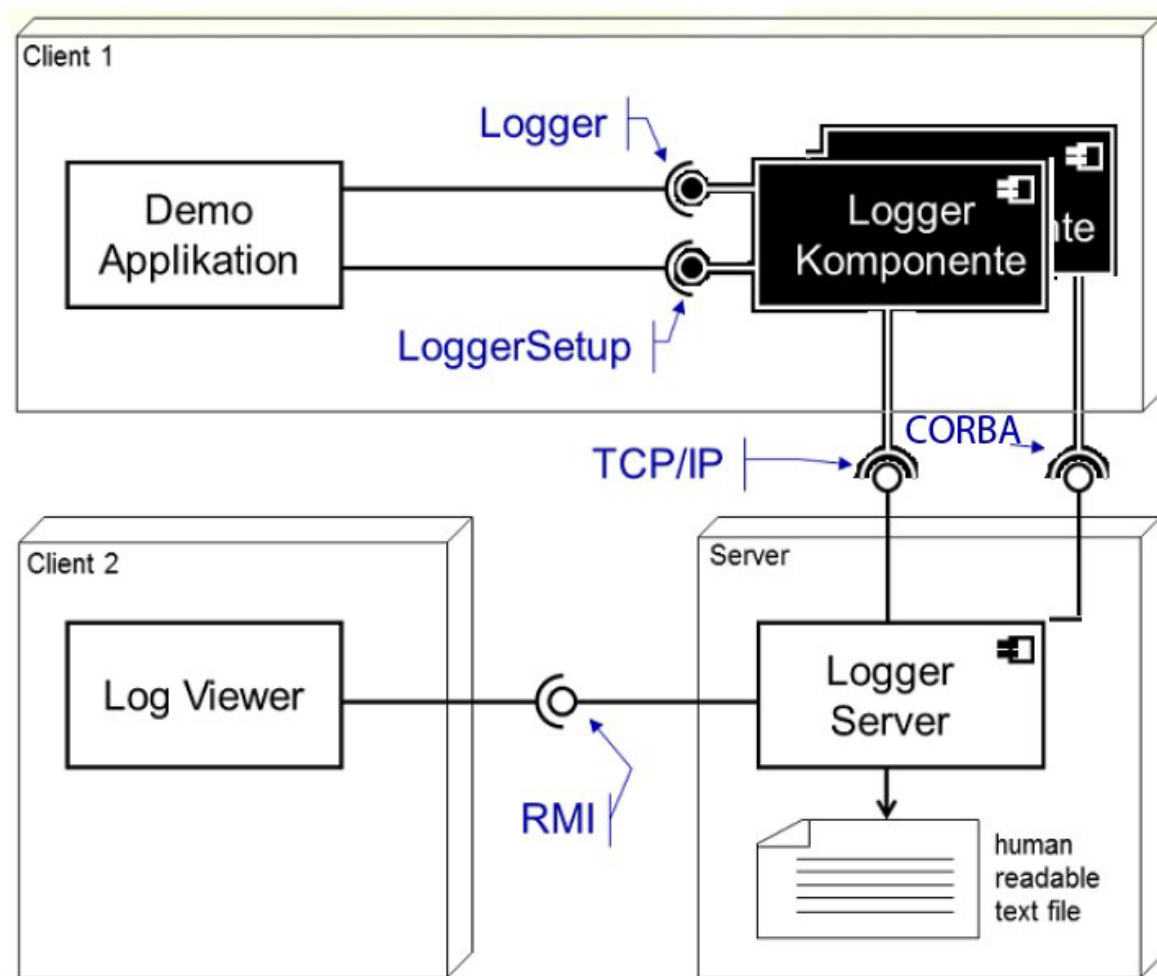 Client 1
Logger
Demo
Applikation
Logger
Komponente
nte
LoggerSetup
CORBA
TCP/IP
Client 2
Server
Log Viewer
Logger
Server
RMI
human
readable
text file